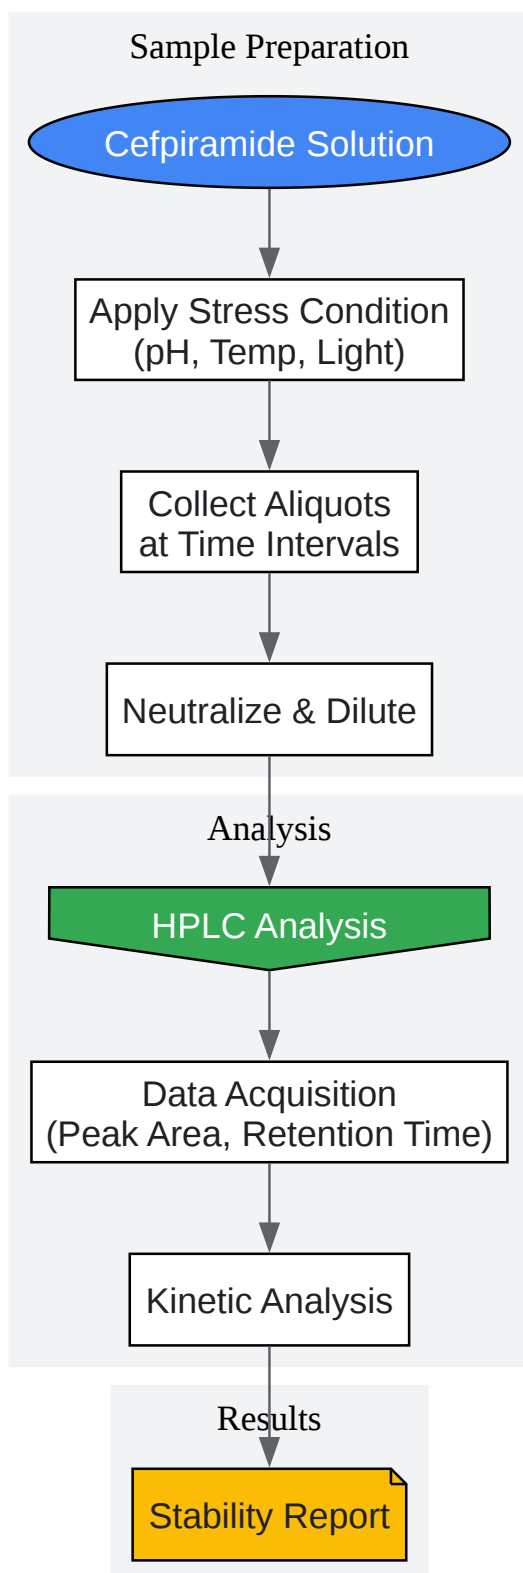 Sample Preparation
Cefpiramide Solution
Apply Stress Condition
(pH, Temp, Light)
Collect Aliquots
at Time Intervals
Neutralize & Dilute
Analysis
HPLC Analysis
Data Acquisition
(Peak Area, Retention Time)
Kinetic Analysis
Results
Stability Report